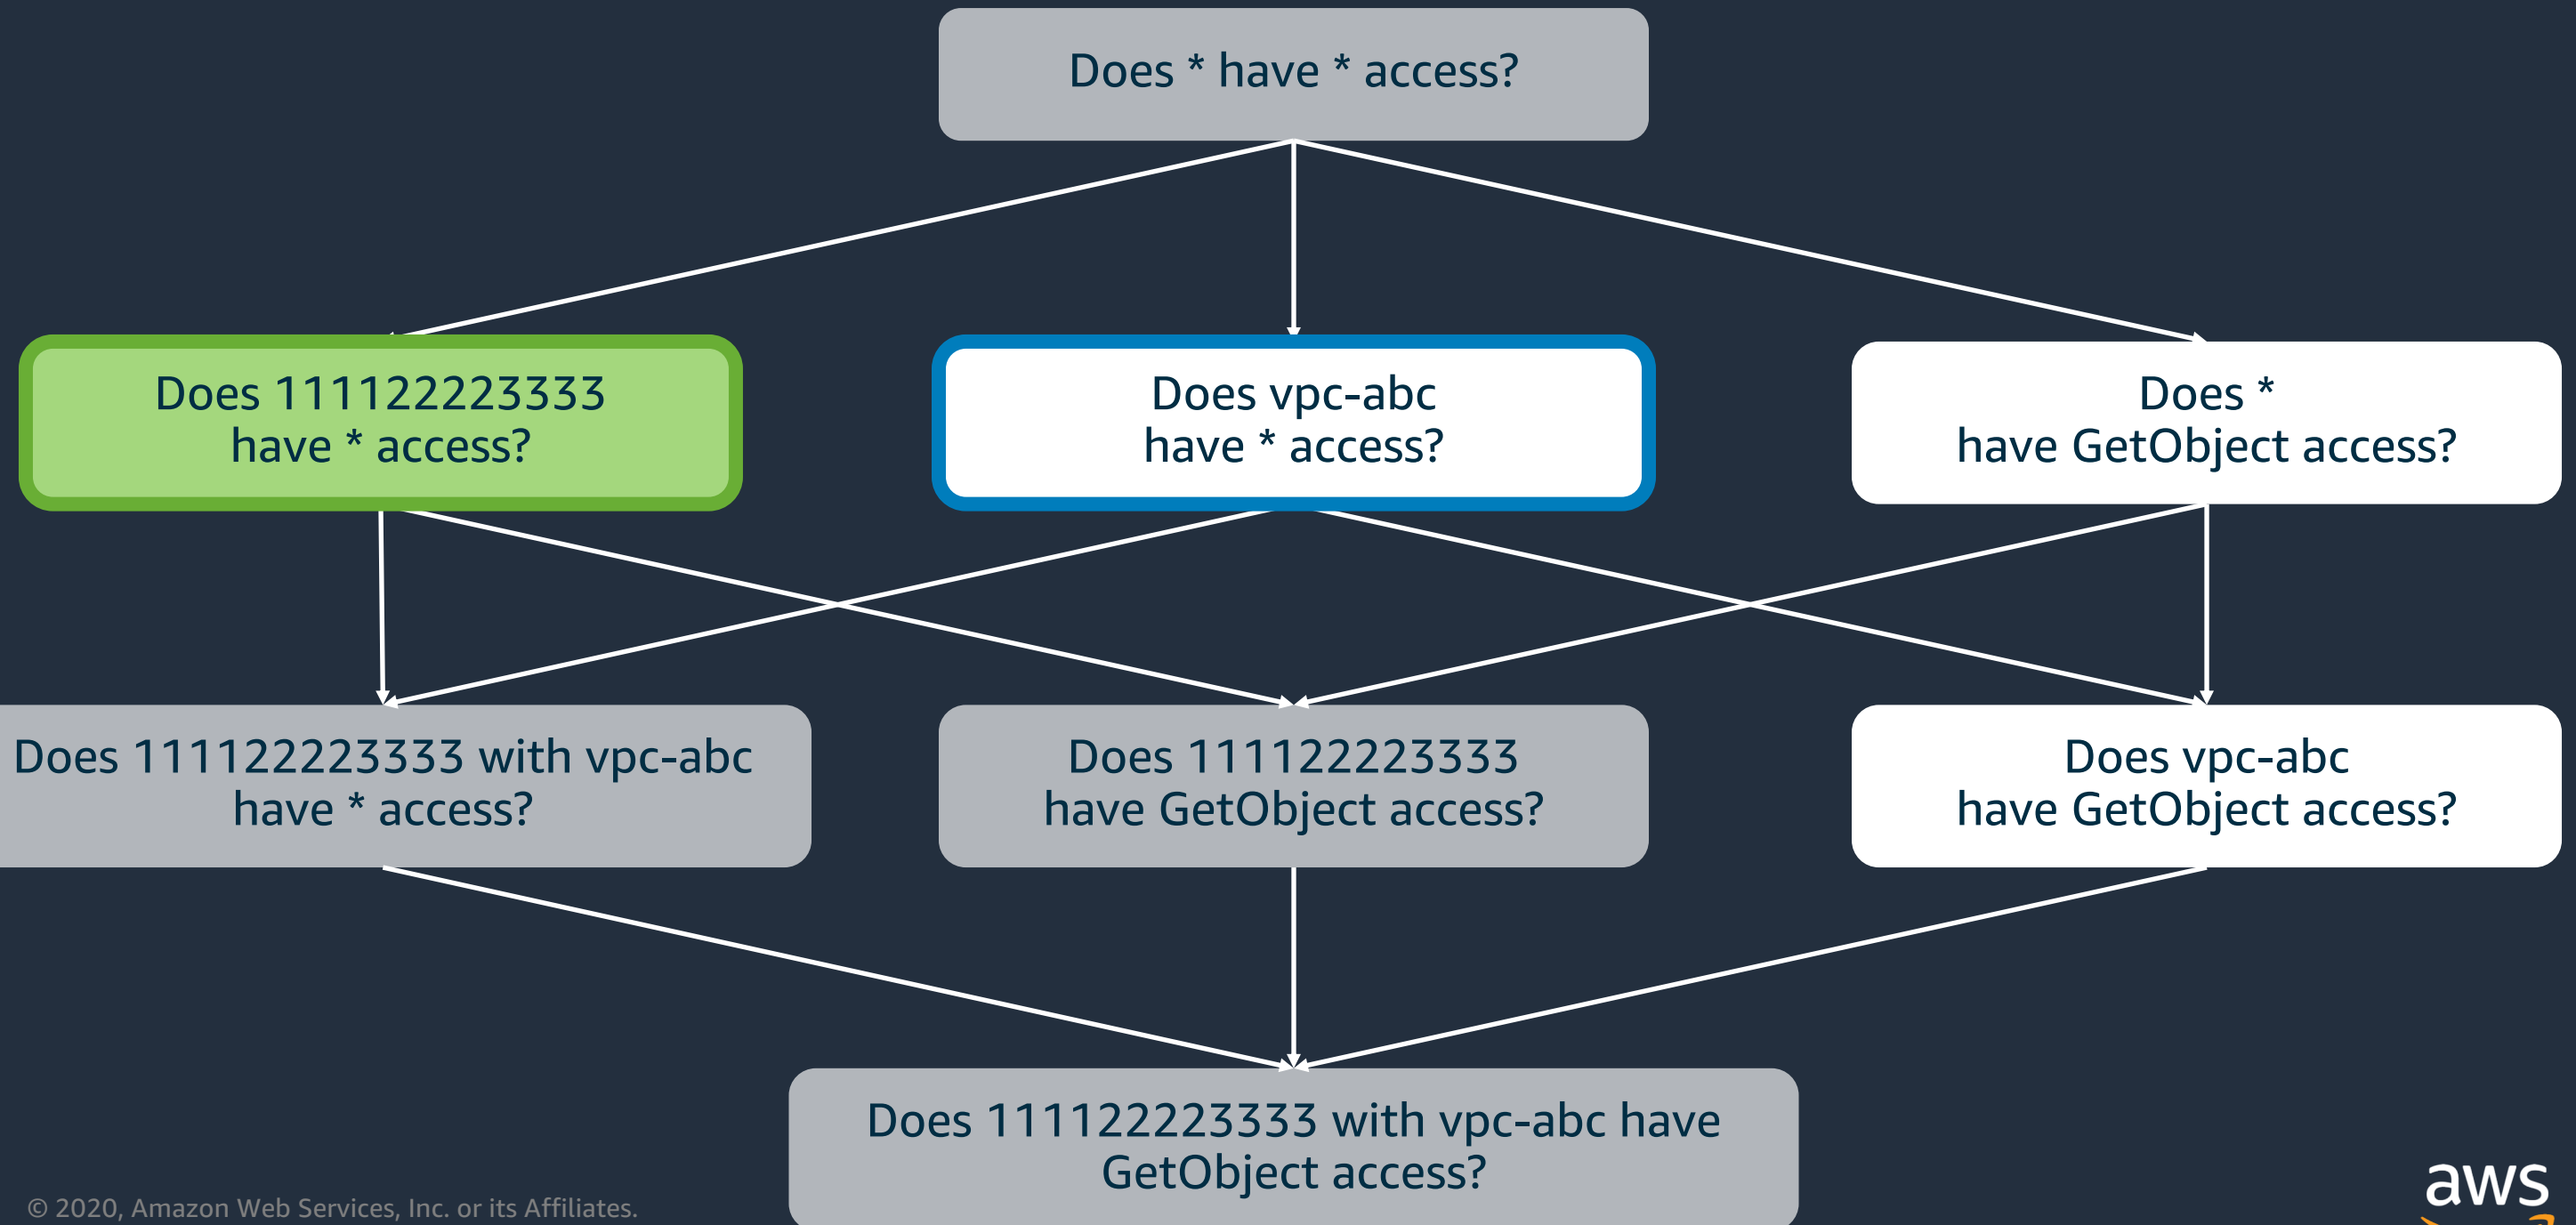 Does * have * access?
Does 111122223333
have * access?
Does vpc-abc
have * access?
Does *
have GetObject access?
Does 111122223333 with vpc-abc
have * access?
Does 111122223333
have GetObject access?
Does vpc-abc
have GetObject access?
Does 111122223333 with vpc-abc have
GetObject access?
© 2020, Amazon Web Services, Inc. or its Affiliates.
aws